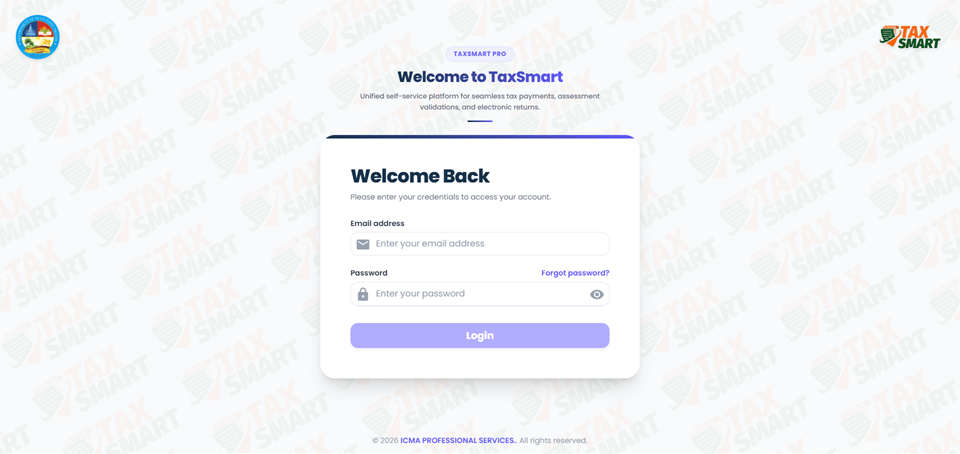 TAX
SMART
TAXSMART PRO
Welcome to TaxSmart
Unified self-service platform for seamless tax payments, assessment
validations, and electronic returns.
Welcome Back
Please enter your credentials to access your account.
Email address
Enter your email address
Password
Forgot password?
Enter your password
Login
© 2026 ICMA PROFESSIONAL SERVICES.. All rights reserved.